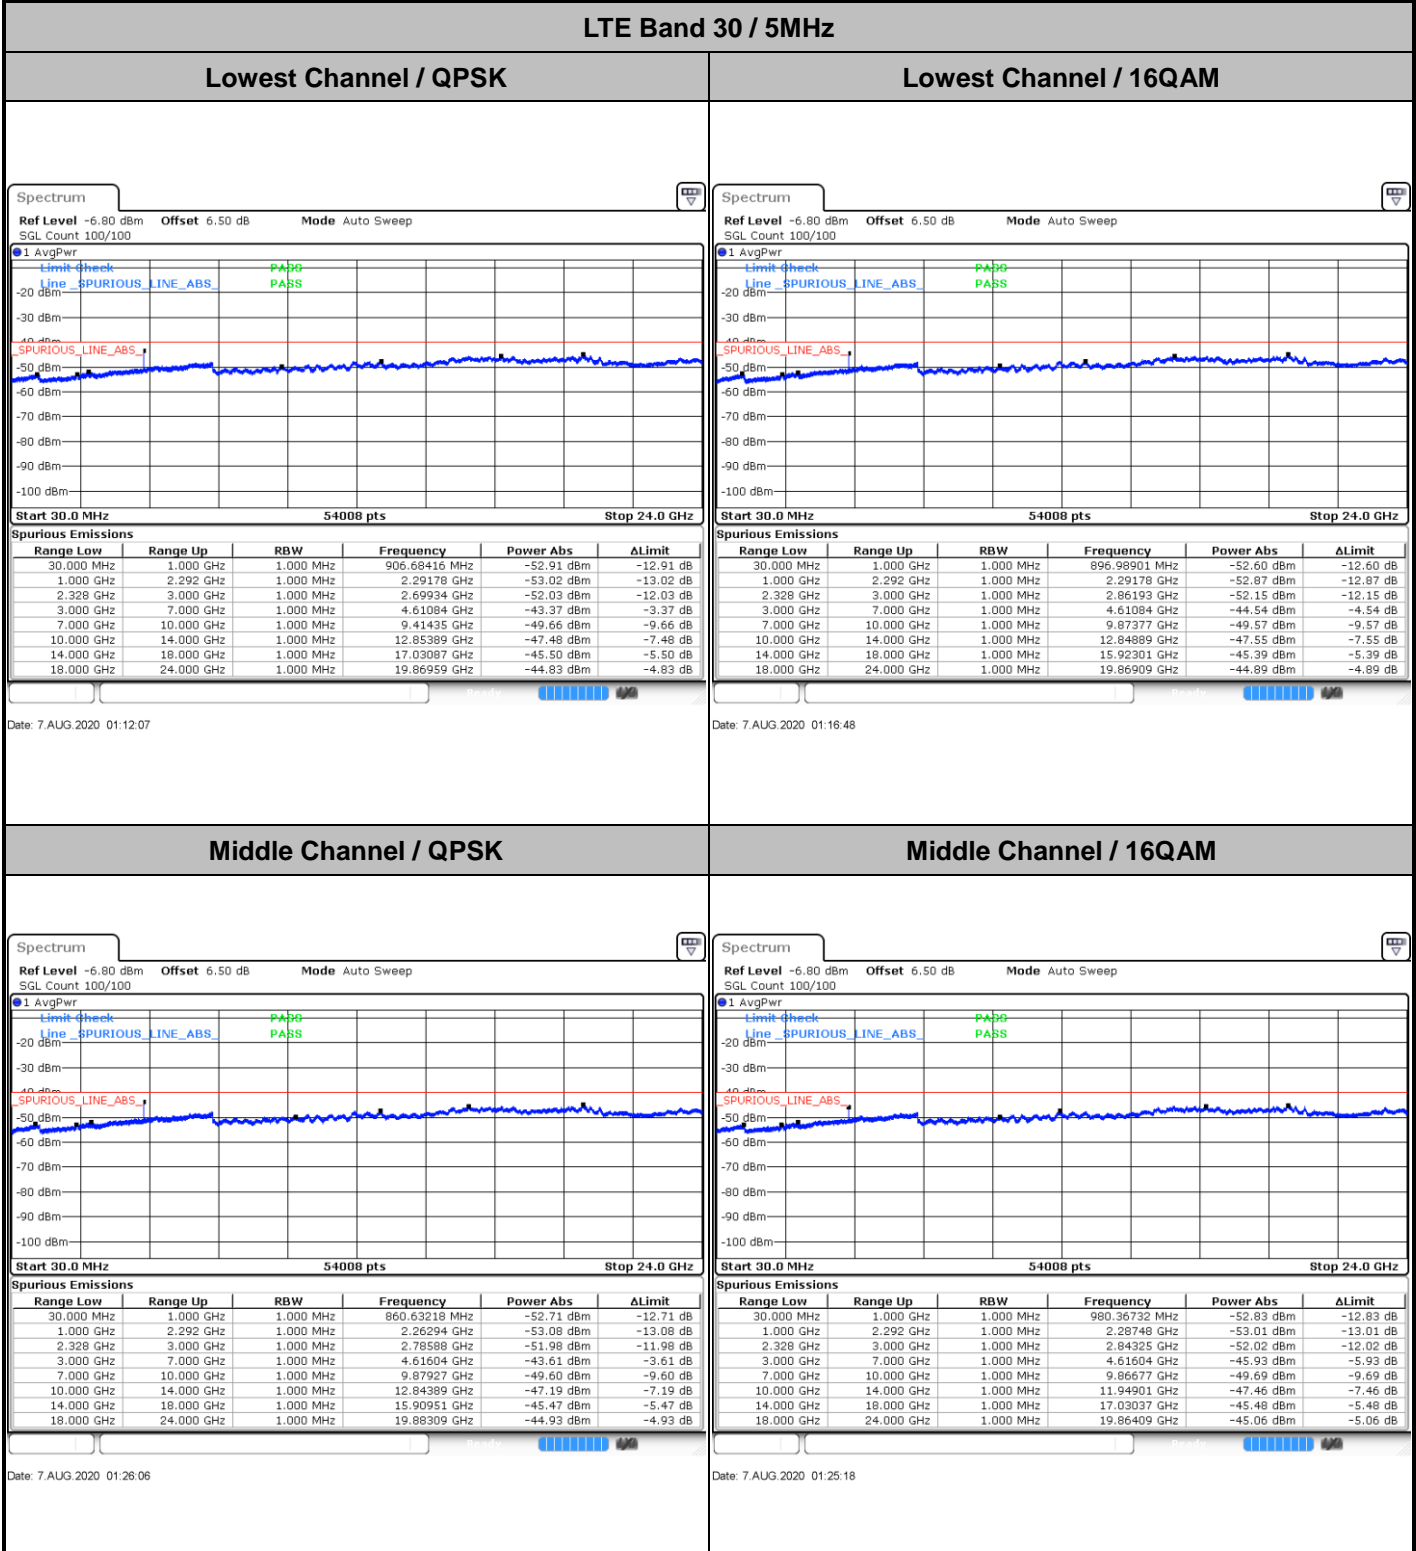 LTE Band 30 / 5MHz
Lowest Channel / QPSK
Lowest Channel / 16QAM
Spectrum
Ref Level -6.80 dBm Offset 6.50 dB Mode Auto Sweep
SGL Count 100/100
1 AvgPwr
Limit Check PASS
Line _SPURIOUS_LINE_ABS_ PASS
-20 dBm
-30 dBm
-40 dBm
_SPURIOUS_LINE_ABS_
-50 dBm
-60 dBm
-70 dBm
-80 dBm
-90 dBm
-100 dBm
Start 30.0 MHz 54008 pts Stop 24.0 GHz
Spurious Emissions
Range Low Range Up RBW Frequency Power Abs ΔLimit
30.000 MHz 1.000 GHz 1.000 MHz 906.68416 MHz -52.91 dBm -12.91 dB
1.000 GHz 2.292 GHz 1.000 MHz 2.29178 GHz -53.02 dBm -13.02 dB
2.328 GHz 3.000 GHz 1.000 MHz 2.69934 GHz -52.03 dBm -12.03 dB
3.000 GHz 7.000 GHz 1.000 MHz 4.61084 GHz -43.37 dBm -3.37 dB
7.000 GHz 10.000 GHz 1.000 MHz 9.41435 GHz -49.66 dBm -9.66 dB
10.000 GHz 14.000 GHz 1.000 MHz 12.85389 GHz -47.48 dBm -7.48 dB
14.000 GHz 18.000 GHz 1.000 MHz 17.03087 GHz -45.50 dBm -5.50 dB
18.000 GHz 24.000 GHz 1.000 MHz 19.86959 GHz -44.83 dBm -4.83 dB
Ready
Date: 7.AUG.2020 01:12:07
Spectrum
Ref Level -6.80 dBm Offset 6.50 dB Mode Auto Sweep
SGL Count 100/100
1 AvgPwr
Limit Check PASS
Line _SPURIOUS_LINE_ABS_ PASS
-20 dBm
-30 dBm
-40 dBm
_SPURIOUS_LINE_ABS_
-50 dBm
-60 dBm
-70 dBm
-80 dBm
-90 dBm
-100 dBm
Start 30.0 MHz 54008 pts Stop 24.0 GHz
Spurious Emissions
Range Low Range Up RBW Frequency Power Abs ΔLimit
30.000 MHz 1.000 GHz 1.000 MHz 896.98901 MHz -52.60 dBm -12.60 dB
1.000 GHz 2.292 GHz 1.000 MHz 2.29178 GHz -52.87 dBm -12.87 dB
2.328 GHz 3.000 GHz 1.000 MHz 2.86193 GHz -52.15 dBm -12.15 dB
3.000 GHz 7.000 GHz 1.000 MHz 4.61084 GHz -44.54 dBm -4.54 dB
7.000 GHz 10.000 GHz 1.000 MHz 9.87377 GHz -49.57 dBm -9.57 dB
10.000 GHz 14.000 GHz 1.000 MHz 12.84889 GHz -47.55 dBm -7.55 dB
14.000 GHz 18.000 GHz 1.000 MHz 15.92301 GHz -45.39 dBm -5.39 dB
18.000 GHz 24.000 GHz 1.000 MHz 19.86909 GHz -44.89 dBm -4.89 dB
Ready
Date: 7.AUG.2020 01:16:48
Middle Channel / QPSK
Middle Channel / 16QAM
Spectrum
Ref Level -6.80 dBm Offset 6.50 dB Mode Auto Sweep
SGL Count 100/100
1 AvgPwr
Limit Check PASS
Line _SPURIOUS_LINE_ABS_ PASS
-20 dBm
-30 dBm
-40 dBm
_SPURIOUS_LINE_ABS_
-50 dBm
-60 dBm
-70 dBm
-80 dBm
-90 dBm
-100 dBm
Start 30.0 MHz 54008 pts Stop 24.0 GHz
Spurious Emissions
Range Low Range Up RBW Frequency Power Abs ΔLimit
30.000 MHz 1.000 GHz 1.000 MHz 860.63218 MHz -52.71 dBm -12.71 dB
1.000 GHz 2.292 GHz 1.000 MHz 2.26294 GHz -53.08 dBm -13.08 dB
2.328 GHz 3.000 GHz 1.000 MHz 2.78588 GHz -51.98 dBm -11.98 dB
3.000 GHz 7.000 GHz 1.000 MHz 4.61604 GHz -43.61 dBm -3.61 dB
7.000 GHz 10.000 GHz 1.000 MHz 9.87927 GHz -49.60 dBm -9.60 dB
10.000 GHz 14.000 GHz 1.000 MHz 12.84389 GHz -47.19 dBm -7.19 dB
14.000 GHz 18.000 GHz 1.000 MHz 15.90951 GHz -45.47 dBm -5.47 dB
18.000 GHz 24.000 GHz 1.000 MHz 19.88309 GHz -44.93 dBm -4.93 dB
Ready
Date: 7.AUG.2020 01:26:06
Spectrum
Ref Level -6.80 dBm Offset 6.50 dB Mode Auto Sweep
SGL Count 100/100
1 AvgPwr
Limit Check PASS
Line _SPURIOUS_LINE_ABS_ PASS
-20 dBm
-30 dBm
-40 dBm
_SPURIOUS_LINE_ABS_
-50 dBm
-60 dBm
-70 dBm
-80 dBm
-90 dBm
-100 dBm
Start 30.0 MHz 54008 pts Stop 24.0 GHz
Spurious Emissions
Range Low Range Up RBW Frequency Power Abs ΔLimit
30.000 MHz 1.000 GHz 1.000 MHz 980.36732 MHz -52.83 dBm -12.83 dB
1.000 GHz 2.292 GHz 1.000 MHz 2.28748 GHz -53.01 dBm -13.01 dB
2.328 GHz 3.000 GHz 1.000 MHz 2.84325 GHz -52.02 dBm -12.02 dB
3.000 GHz 7.000 GHz 1.000 MHz 4.61604 GHz -45.93 dBm -5.93 dB
7.000 GHz 10.000 GHz 1.000 MHz 9.86677 GHz -49.69 dBm -9.69 dB
10.000 GHz 14.000 GHz 1.000 MHz 11.94901 GHz -47.46 dBm -7.46 dB
14.000 GHz 18.000 GHz 1.000 MHz 17.03037 GHz -45.48 dBm -5.48 dB
18.000 GHz 24.000 GHz 1.000 MHz 19.86409 GHz -45.06 dBm -5.06 dB
Ready
Date: 7.AUG.2020 01:25:18